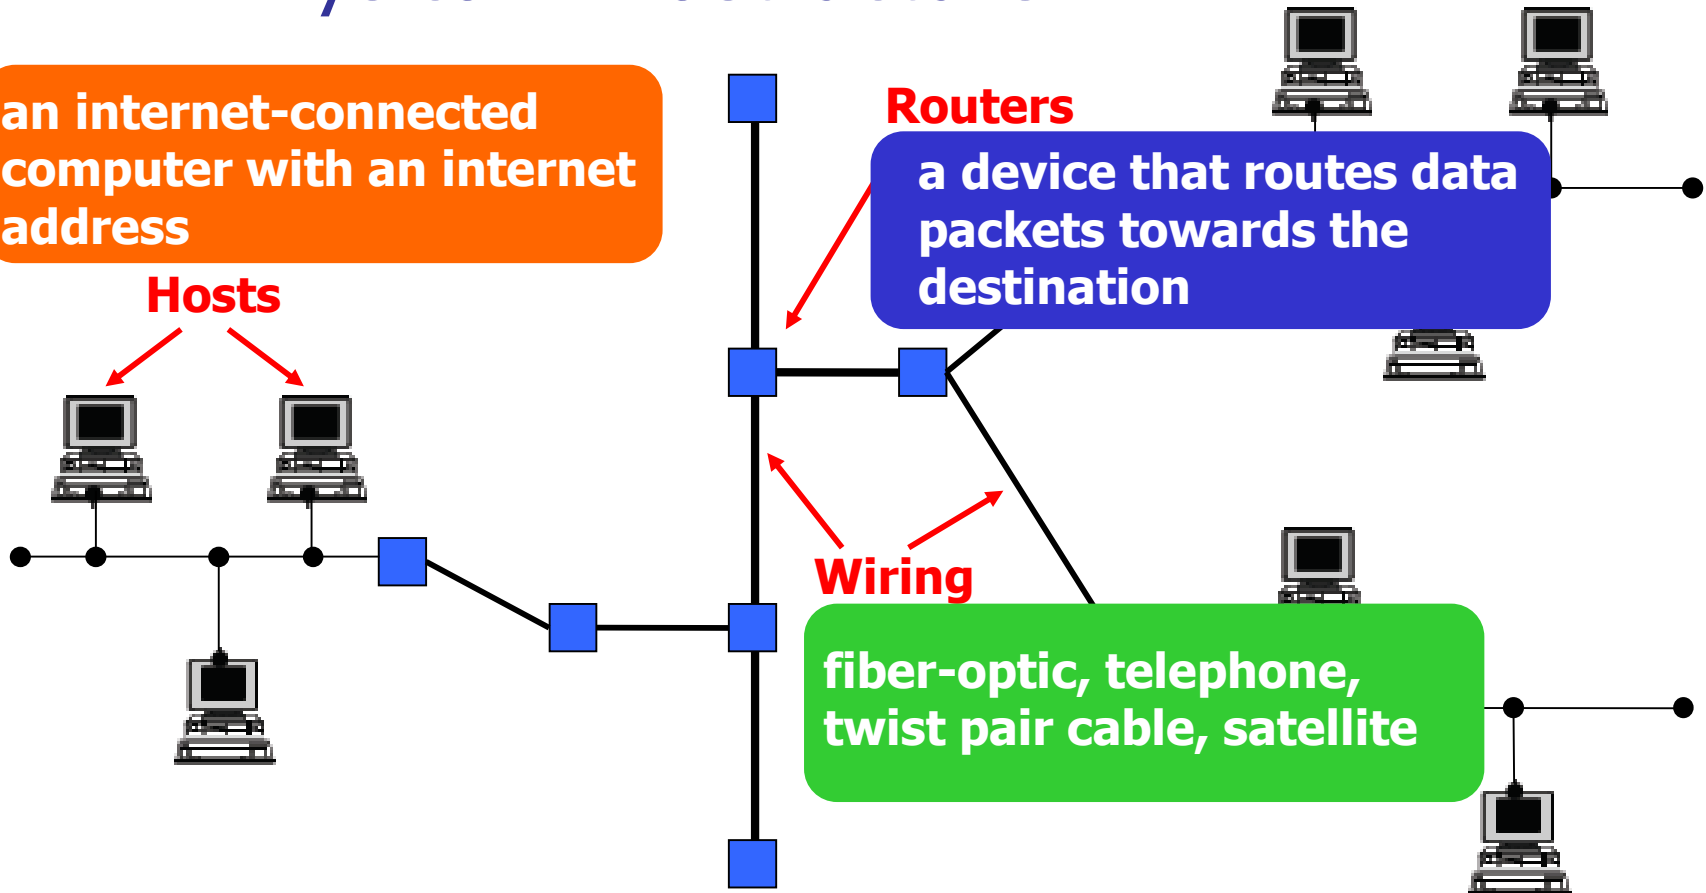 an internet-connected
computer with an internet
address
Hosts
Routers
a device that routes data
packets towards the
destination
Wiring
fiber-optic, telephone,
twist pair cable, satellite